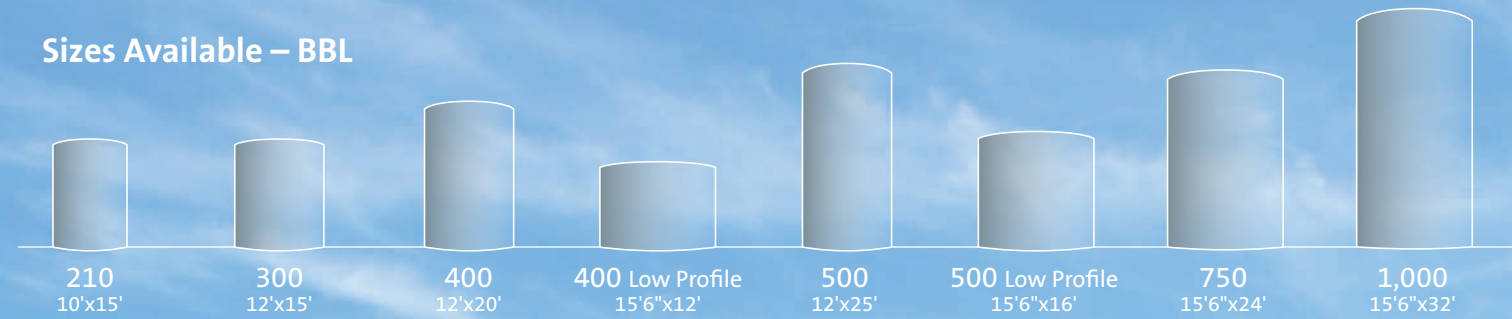 Sizes Available – BBL
210
10'x15'
300
12'x15'
400
12'x20'
400 Low Profile
15'6"x12'
500
12'x25'
500 Low Profile
15'6"x16'
750
15'6"x24'
1,000
15'6"x32'